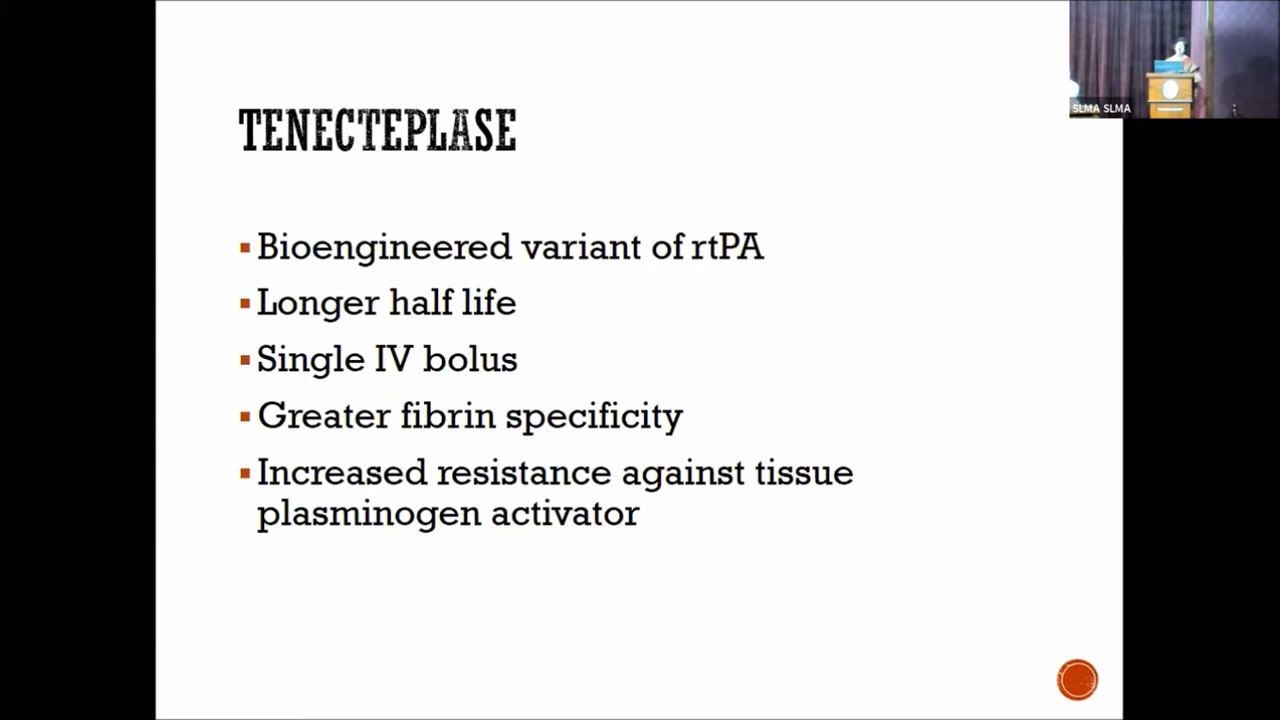 TENECTEPLASE
Bioengineered variant of rtPA
Longer half life
Single IV bolus
Greater fibrin specificity
Increased resistance against tissue
plasminogen activator
SLMA SLMA